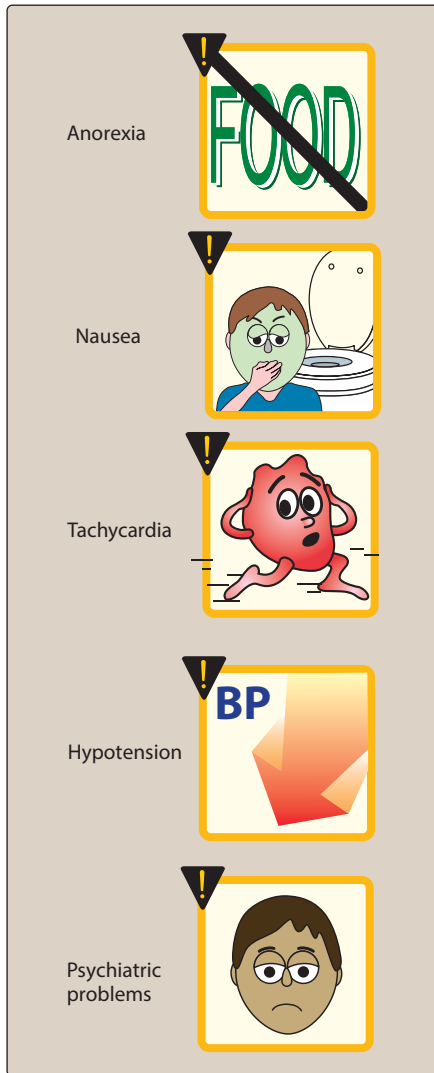 !
Anorexia
FOOD
!
Nausea
!
Tachycardia
!
BP
Hypotension
!
Psychiatric
problems